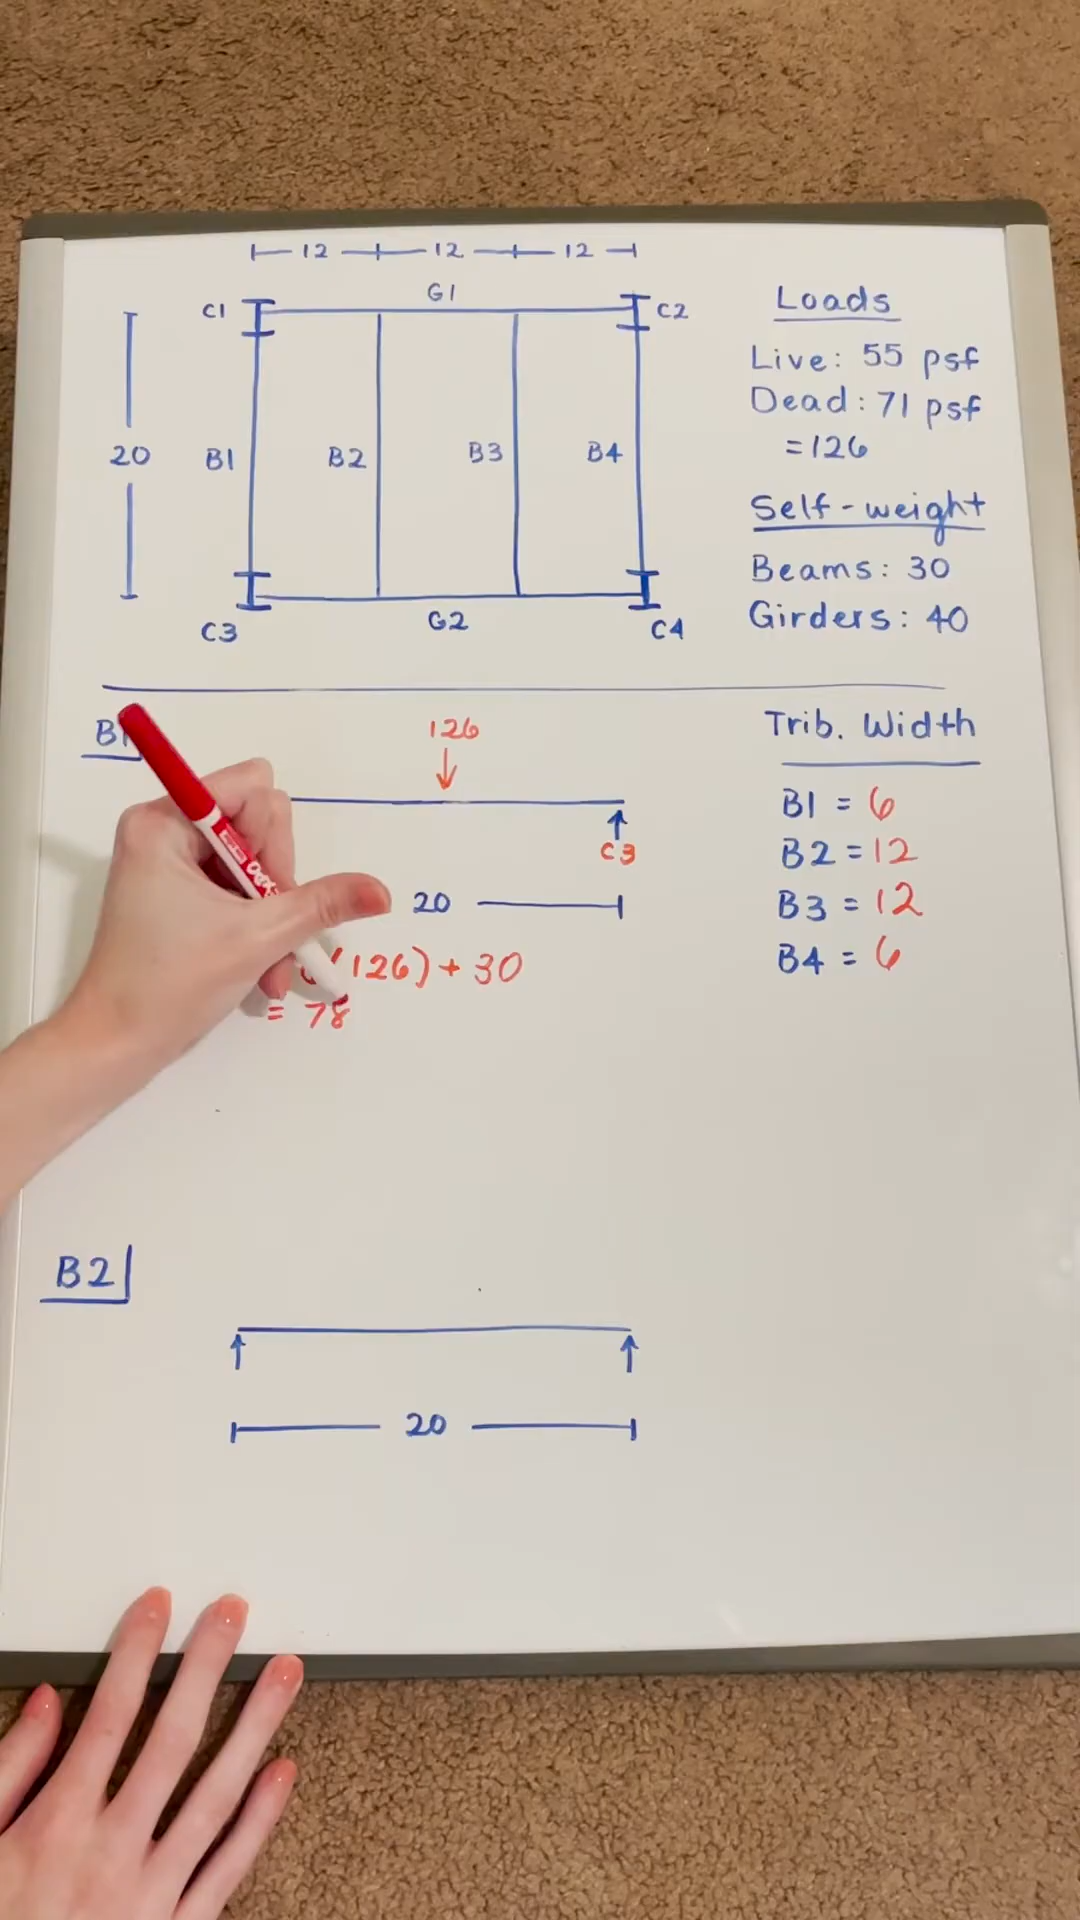 12 12 12
G1
C1 C2
20 B1 B2 B3 B4
G2
C3 C4
Loads
Live: 55 psf
Dead: 71 psf
= 126
Self-weight
Beams: 30
Girders: 40
126
C3
20
(126) + 30
= 78
Trib. Width
B1 = 6
B2 = 12
B3 = 12
B4 = 6
B2
20